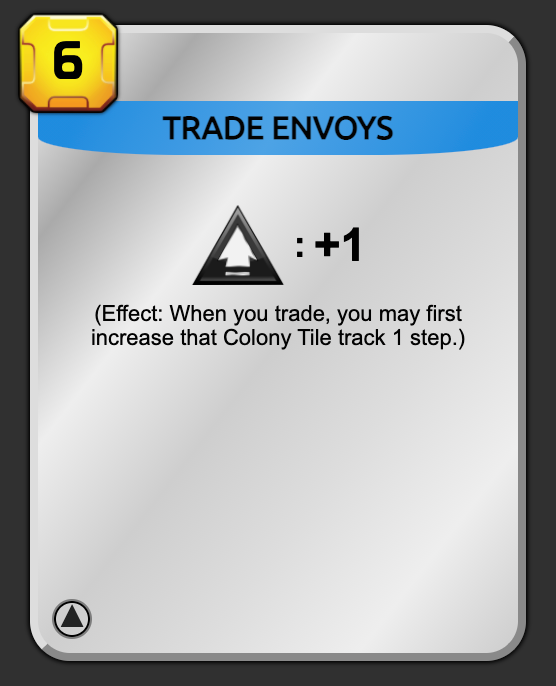 6
TRADE ENVOYS
: +1
(Effect: When you trade, you may first
increase that Colony Tile track 1 step.)